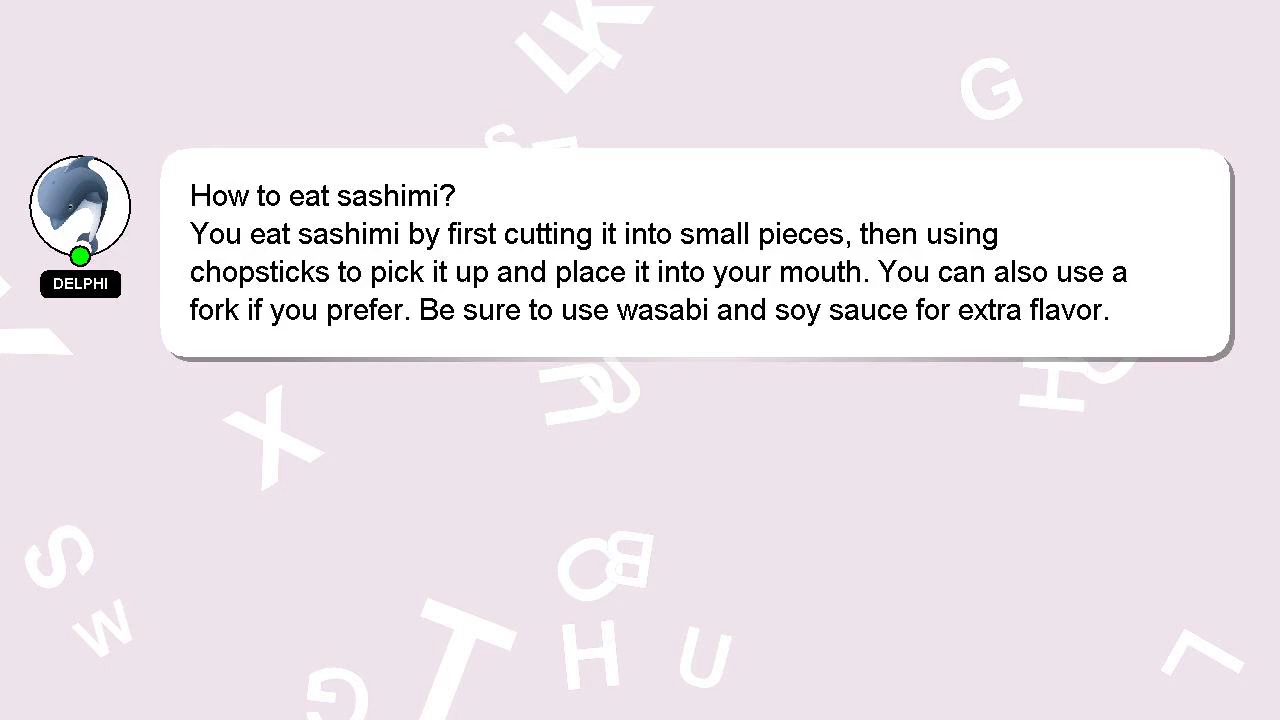 How to eat sashimi?
You eat sashimi by first cutting it into small pieces, then using
chopsticks to pick it up and place it into your mouth. You can also use a
fork if you prefer. Be sure to use wasabi and soy sauce for extra flavor.
DELPHI
L K
G
S
X
U
U
H
S
W
C B
T
H
U
G
L